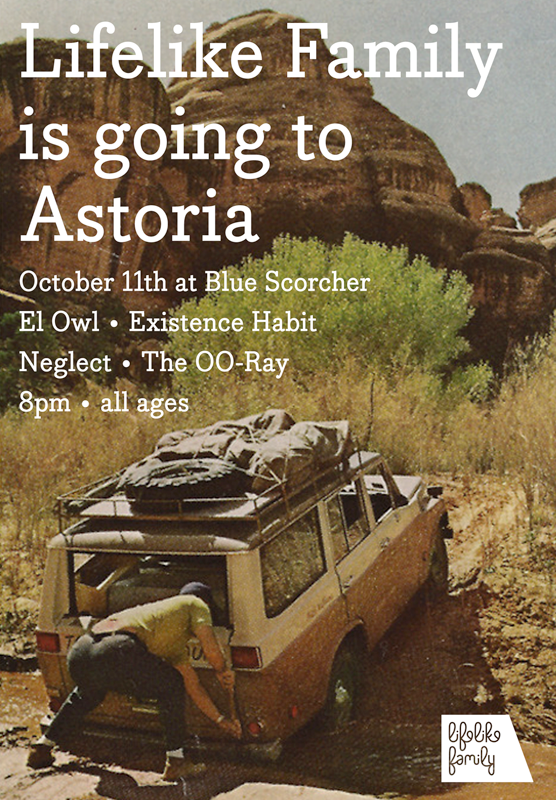 Lifelike Family
is going to
Astoria
October 11th at Blue Scorcher
El Owl • Existence Habit
Neglect • The OO-Ray
8pm • all ages
lifelike
family